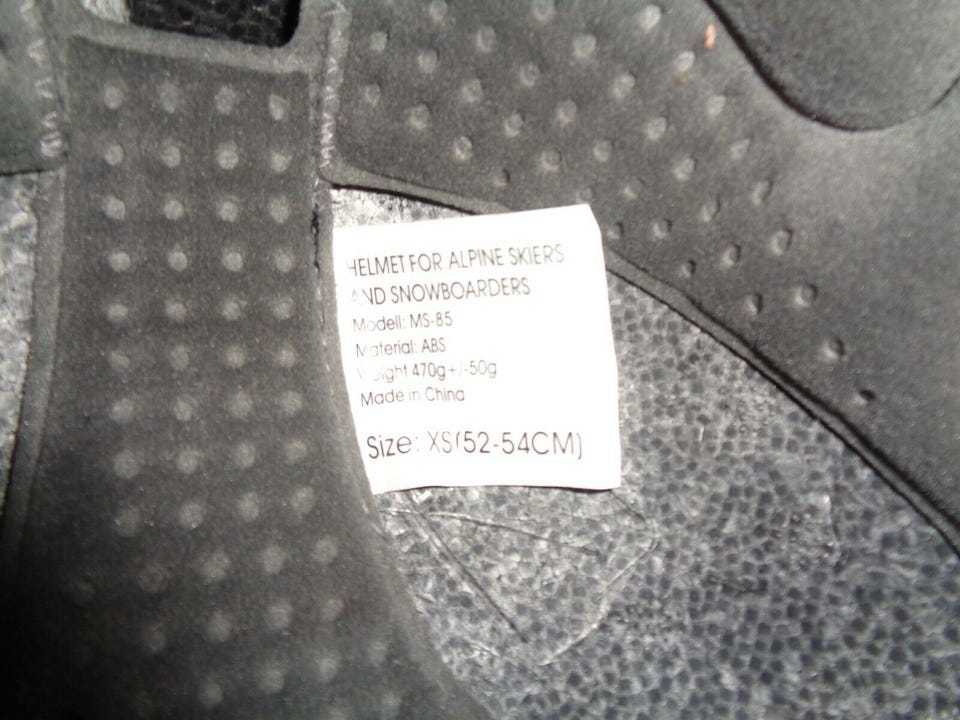 HELMET FOR ALPINE SKIERS
AND SNOWBOARDERS
Modell: MS-85
Material: ABS
Weight 470g+/-50g
Made in China
Size: XS(52-54CM)